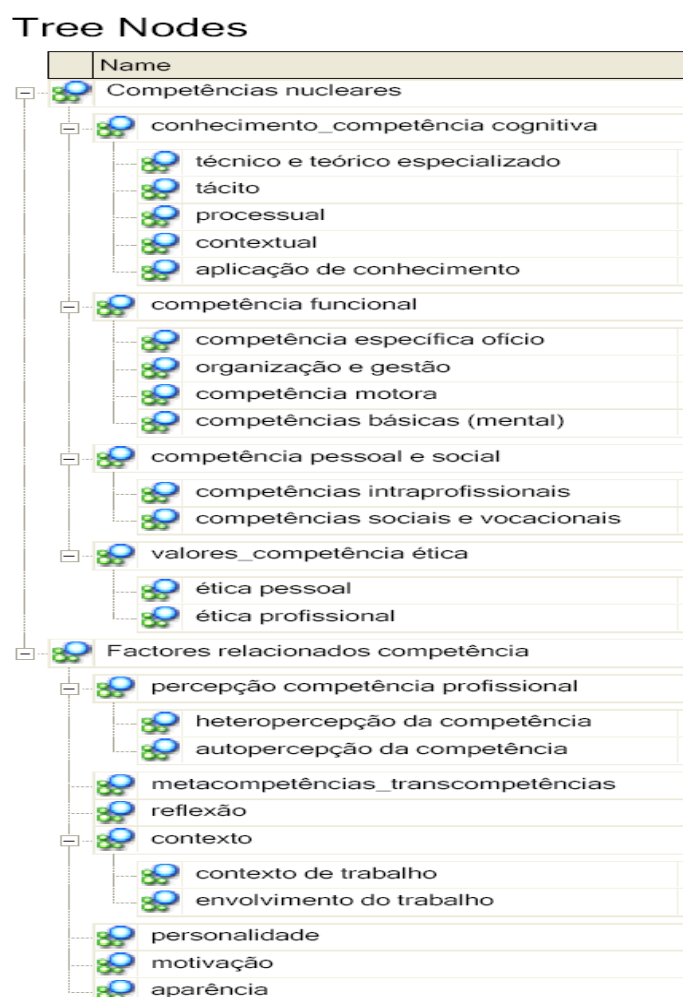 Tree Nodes
Name
Competências nucleares
conhecimento_competência cognitiva
técnico e teórico especializado
tácito
processual
contextual
aplicação de conhecimento
competência funcional
competência específica ofício
organização e gestão
competência motora
competências básicas (mental)
competência pessoal e social
competências intraprofissionais
competências sociais e vocacionais
valores_competência ética
ética pessoal
ética profissional
Factores relacionados competência
percepção competência profissional
heteropercepção da competência
autopercepção da competência
metacompetências_transcompetências
reflexão
contexto
contexto de trabalho
envolvimento do trabalho
personalidade
motivação
aparência